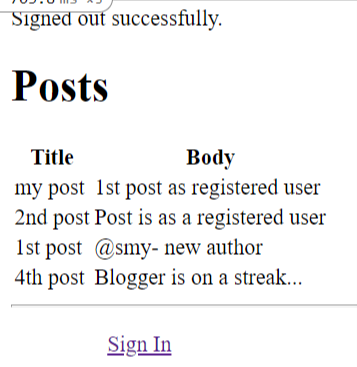 Signed out successfully.
Posts
Title Body
my post 1st post as registered user
2nd post Post is as a registered user
1st post @smy- new author
4th post Blogger is on a streak...
Sign In